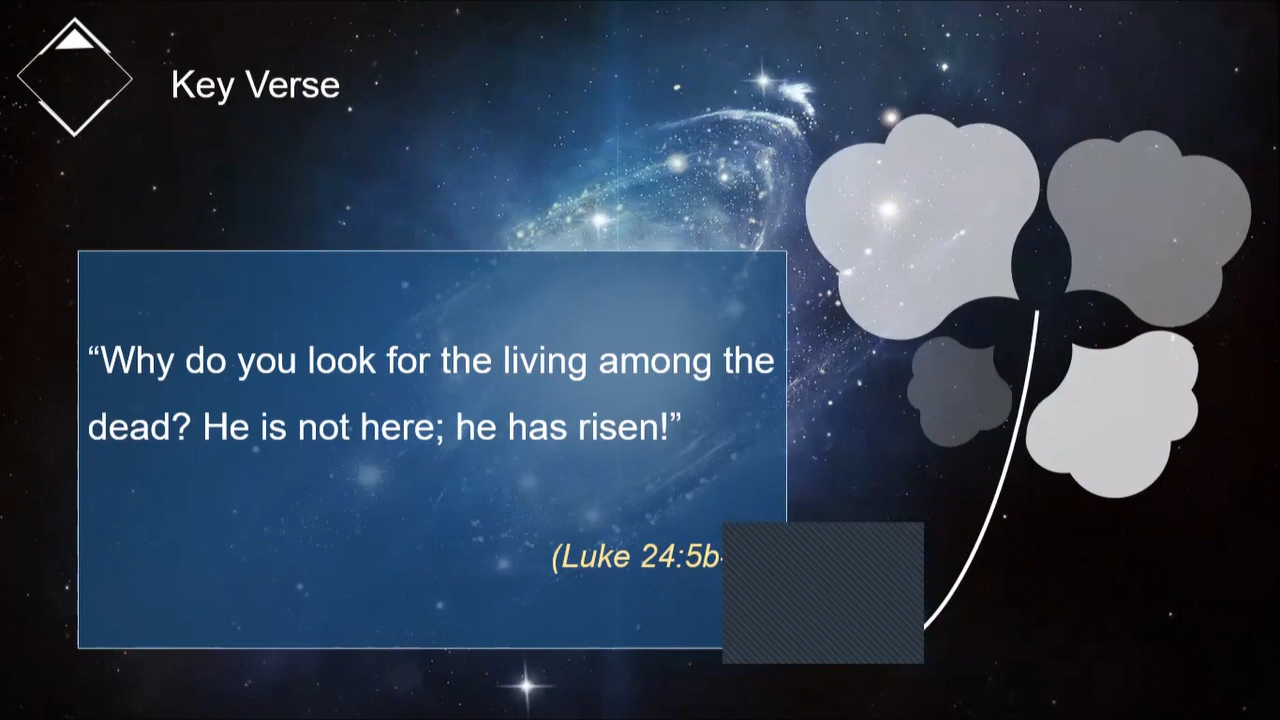 Key Verse
“Why do you look for the living among the
dead? He is not here; he has risen!”
(Luke 24:5b-